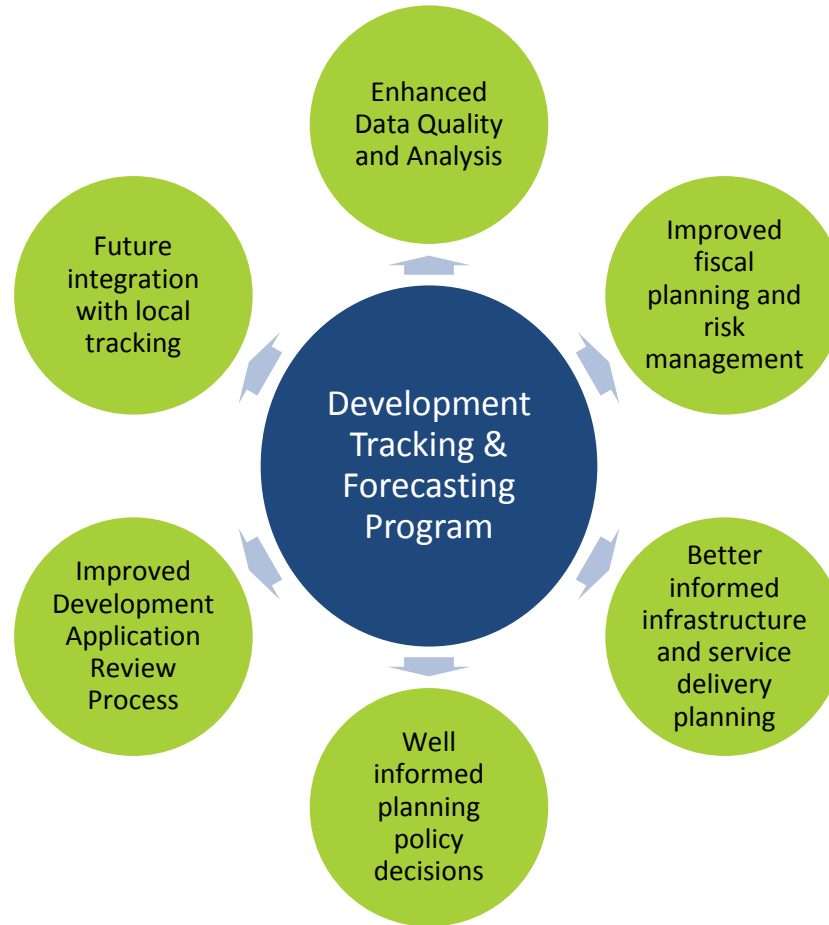 Enhanced
Data Quality
and Analysis
Improved
fiscal
planning and
risk
management
Better
informed
infrastructure
and service
delivery
planning
Well
informed
planning
policy
decisions
Improved
Development
Application
Review
Process
Future
integration
with local
tracking
Development
Tracking &
Forecasting
Program